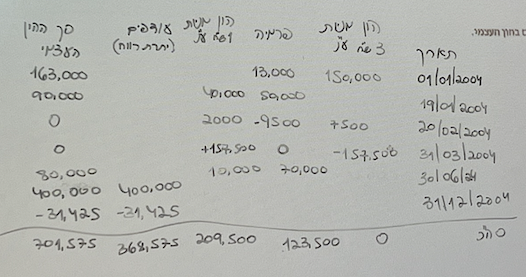 ם בהון העצמי.
תאריך הון מניות 3 ש"ח ע"נ פרמיה הון מניות 1 ש"ח ע"נ עודפים (יתרת רווח) סך ההון העצמי
01/01/2004 150,000 13,000 163,000
19/01/2004 50,000 40,000 90,000
20/02/2004 7500 -9500 2000 0
31/03/2004 -157,500 0 +157,500 0
30/06/24 70,000 10,000 80,000
400,000 400,000
31/12/2004 -31,425 -31,425
סה"כ 0 123,500 209,500 368,575 701,575